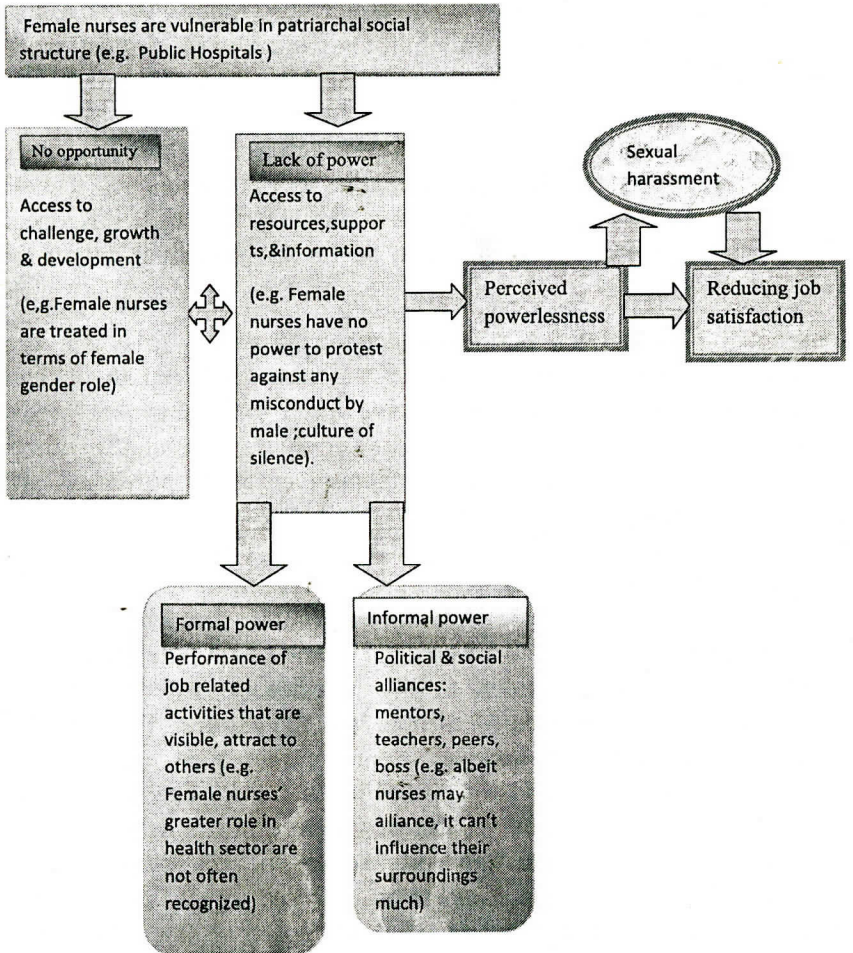 Female nurses are vulnerable in patriarchal social
structure (e.g. Public Hospitals )
No opportunity
Access to
challenge, growth
& development
(e,g.Female nurses
are treated in
terms of female
gender role)
Lack of power
Access to
resources,suppor
ts,&information
(e.g. Female
nurses have no
power to protest
against any
misconduct by
male ;culture of
silence).
Sexual
harassment
Perceived
powerlessness
Reducing job
satisfaction
Formal power
Performance of
job related
activities that are
visible, attract to
others (e.g.
Female nurses'
greater role in
health sector are
not often
recognized)
Informal power
Political & social
alliances:
mentors,
teachers, peers,
boss (e.g. albeit
nurses may
alliance, it can't
influence their
surroundings
much)